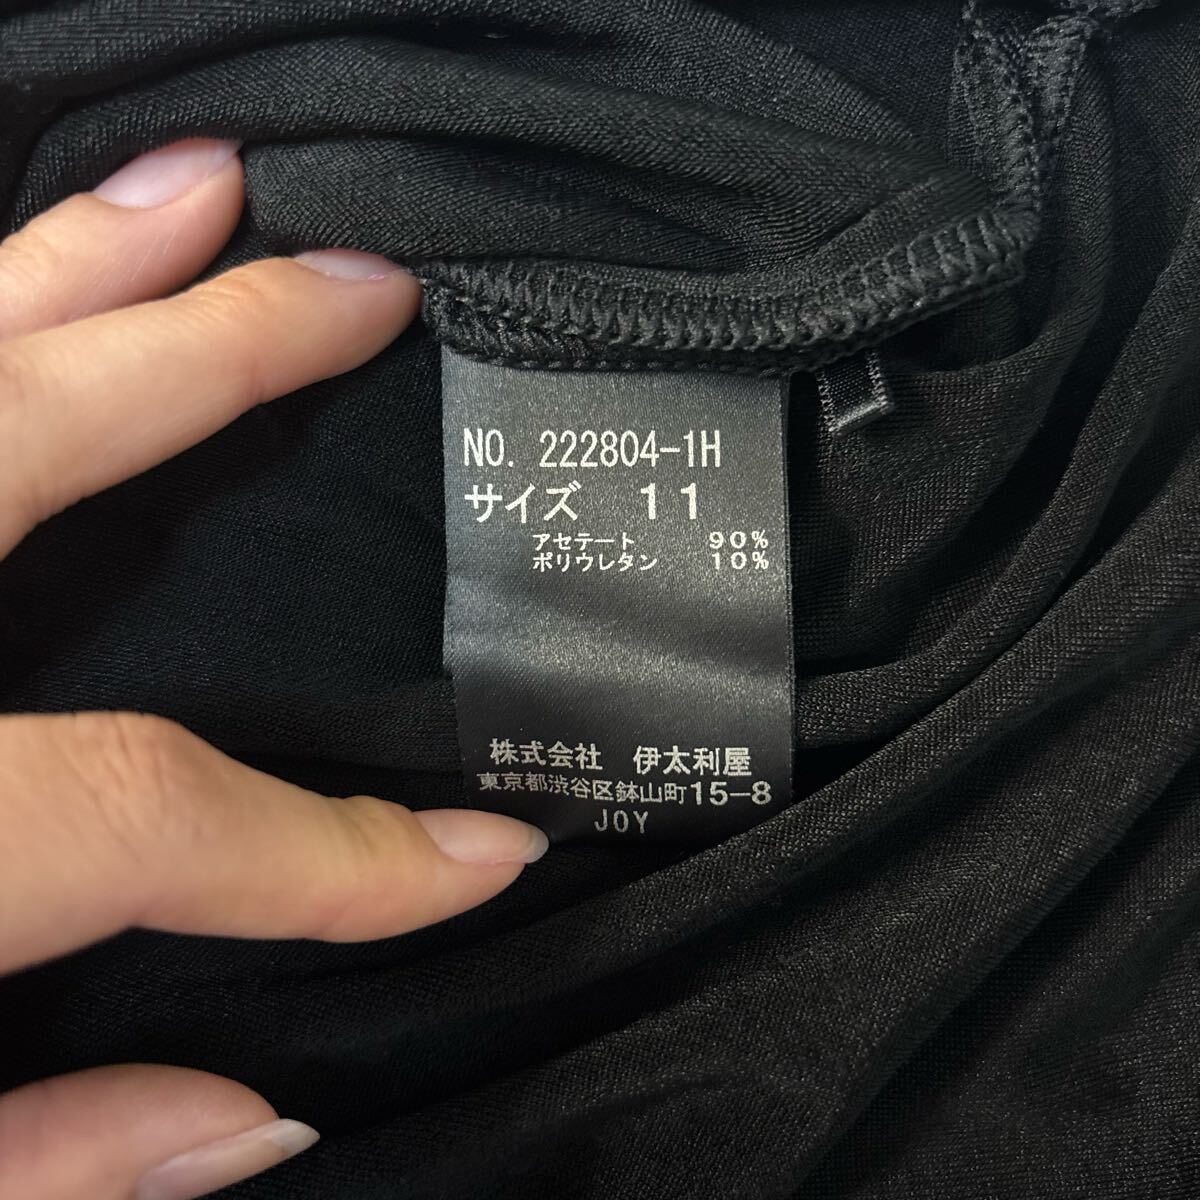 NO. 222804-1H
サイズ 11
アセテート 90%
ポリウレタン 10%
株式会社 伊太利屋
東京都渋谷区鉢山町15-8
JOY